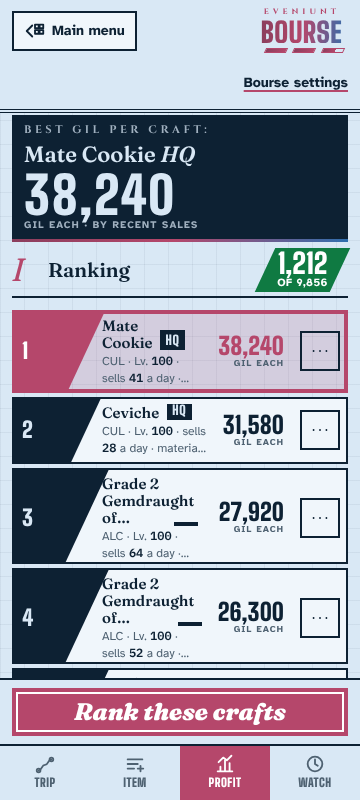 Main menu
EVENIUNT
BOURSE
Bourse settings
BEST GIL PER CRAFT:
Mate Cookie HQ
38,240
GIL EACH · BY RECENT SALES
I Ranking
1,212
OF 9,856
1
Mate
Cookie HQ
CUL · Lv. 100 ·
sells 41 a day ·...
38,240
GIL EACH
...
2
Ceviche HQ
CUL · Lv. 100 · sells
28 a day · materia...
31,580
GIL EACH
...
3
Grade 2
Gemdraught
of...
ALC · Lv. 100 ·
sells 64 a day ·...
27,920
GIL EACH
...
4
Grade 2
Gemdraught
of...
ALC · Lv. 100 ·
sells 52 a day ·...
26,300
GIL EACH
...
Rank these crafts
TRIP
ITEM
PROFIT
WATCH